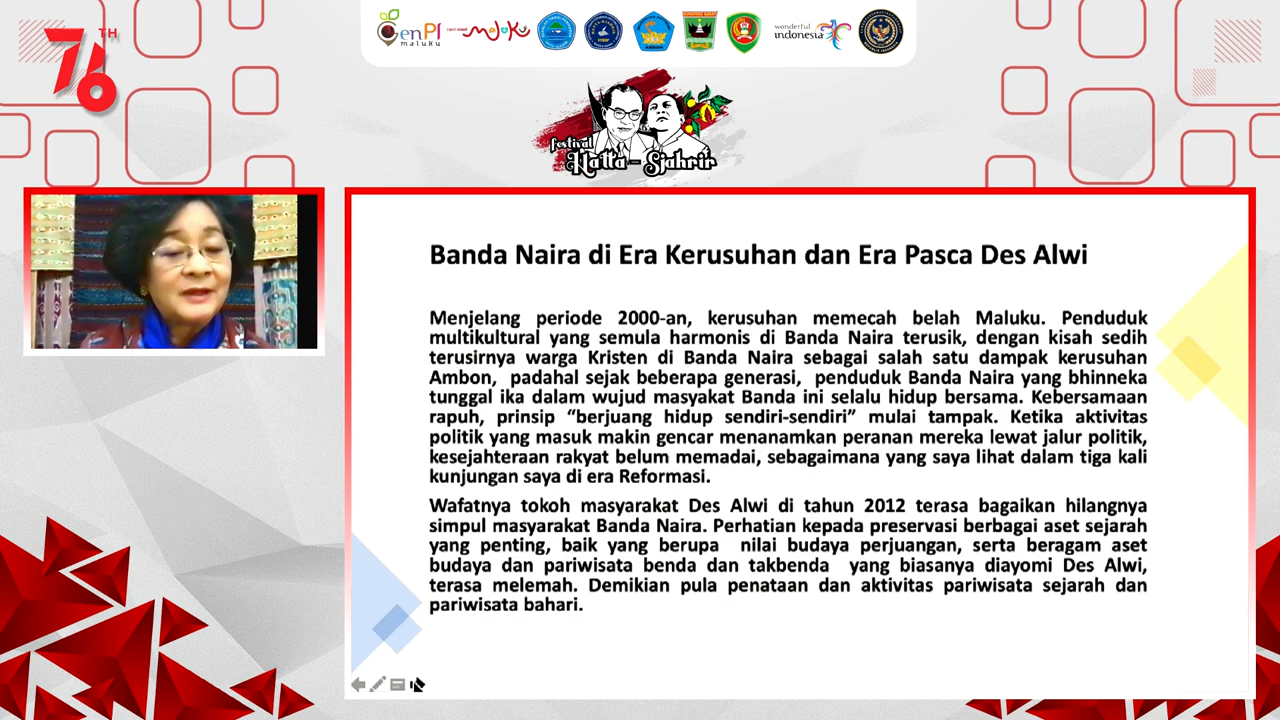 76TH
GenPI
maluku
Maluku
AMBON
SUMATERA BARAT
wonderful
indonesia
festival
Hatta - Sjahrir
Banda Naira di Era Kerusuhan dan Era Pasca Des Alwi
Menjelang periode 2000-an, kerusuhan memecah belah Maluku. Penduduk
multikultural yang semula harmonis di Banda Naira terusik, dengan kisah sedih
terusirnya warga Kristen di Banda Naira sebagai salah satu dampak kerusuhan
Ambon, padahal sejak beberapa generasi, penduduk Banda Naira yang bhinneka
tunggal ika dalam wujud masyakat Banda ini selalu hidup bersama. Kebersamaan
rapuh, prinsip “berjuang hidup sendiri-sendiri” mulai tampak. Ketika aktivitas
politik yang masuk makin gencar menanamkan peranan mereka lewat jalur politik,
kesejahteraan rakyat belum memadai, sebagaimana yang saya lihat dalam tiga kali
kunjungan saya di era Reformasi.
Wafatnya tokoh masyarakat Des Alwi di tahun 2012 terasa bagaikan hilangnya
simpul masyarakat Banda Naira. Perhatian kepada preservasi berbagai aset sejarah
yang penting, baik yang berupa nilai budaya perjuangan, serta beragam aset
budaya dan pariwisata benda dan takbenda yang biasanya diayomi Des Alwi,
terasa melemah. Demikian pula penataan dan aktivitas pariwisata sejarah dan
pariwisata bahari.